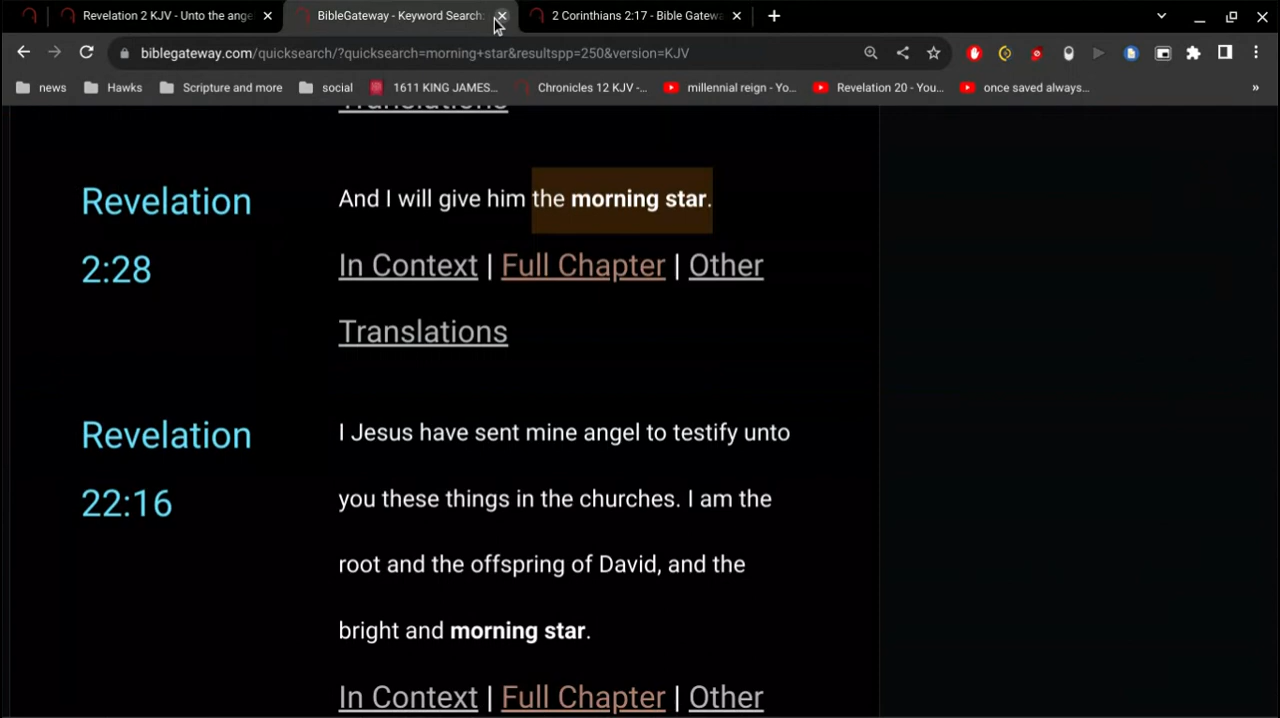 Revelation 2 KJV - Unto the ange
BibleGateway - Keyword Search:
2 Corinthians 2:17 - Bible Gatewa
biblegateway.com/quicksearch/?quicksearch=morning+star&resultspp=250&version=KJV
news
Hawks
Scripture and more
social
1611 KING JAMES...
Chronicles 12 KJV -...
millennial reign - Yo...
Revelation 20 - You...
once saved always...
»
Translations
Revelation
2:28
And I will give him the morning star.
In Context | Full Chapter | Other
Translations
Revelation
22:16
I Jesus have sent mine angel to testify unto
you these things in the churches. I am the
root and the offspring of David, and the
bright and morning star.
In Context | Full Chapter | Other